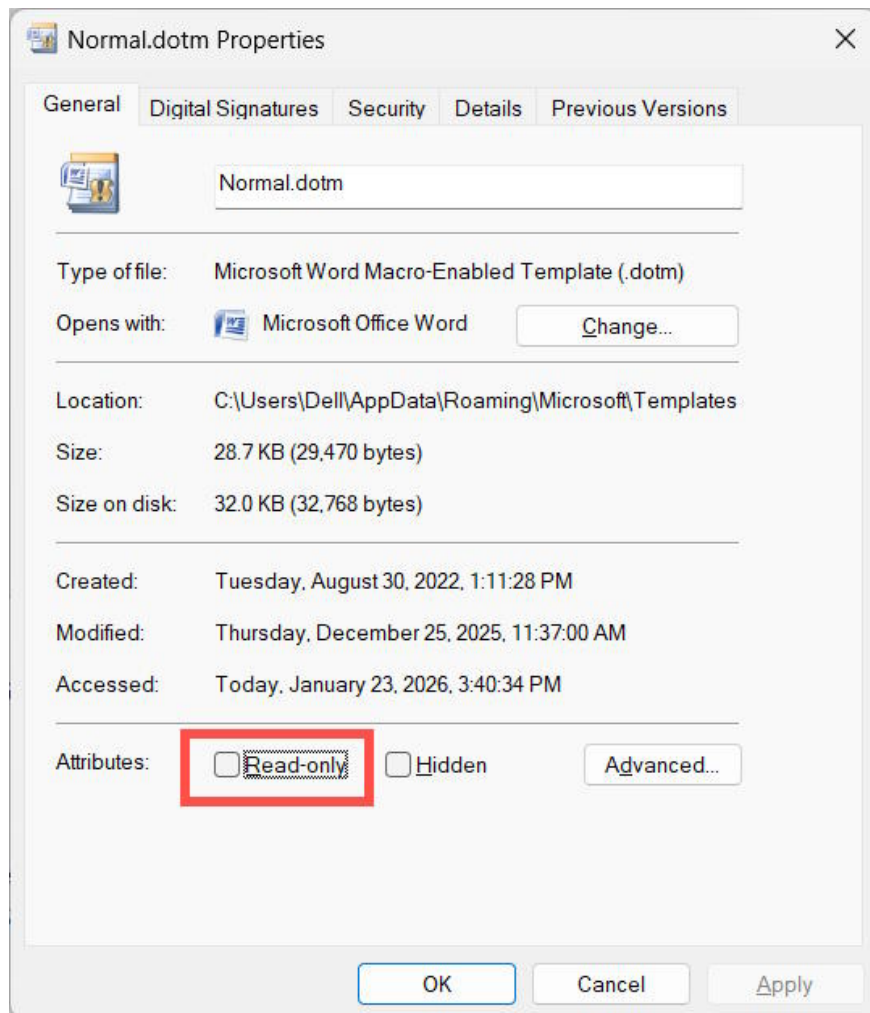 Normal.dotm Properties
General Digital Signatures Security Details Previous Versions
Normal.dotm
Type of file: Microsoft Word Macro-Enabled Template (.dotm)
Opens with: Microsoft Office Word Change...
Location: C:\Users\Dell\AppData\Roaming\Microsoft\Templates
Size: 28.7 KB (29,470 bytes)
Size on disk: 32.0 KB (32,768 bytes)
Created: Tuesday, August 30, 2022, 1:11:28 PM
Modified: Thursday, December 25, 2025, 11:37:00 AM
Accessed: Today, January 23, 2026, 3:40:34 PM
Attributes: Read-only Hidden Advanced...
OK Cancel Apply